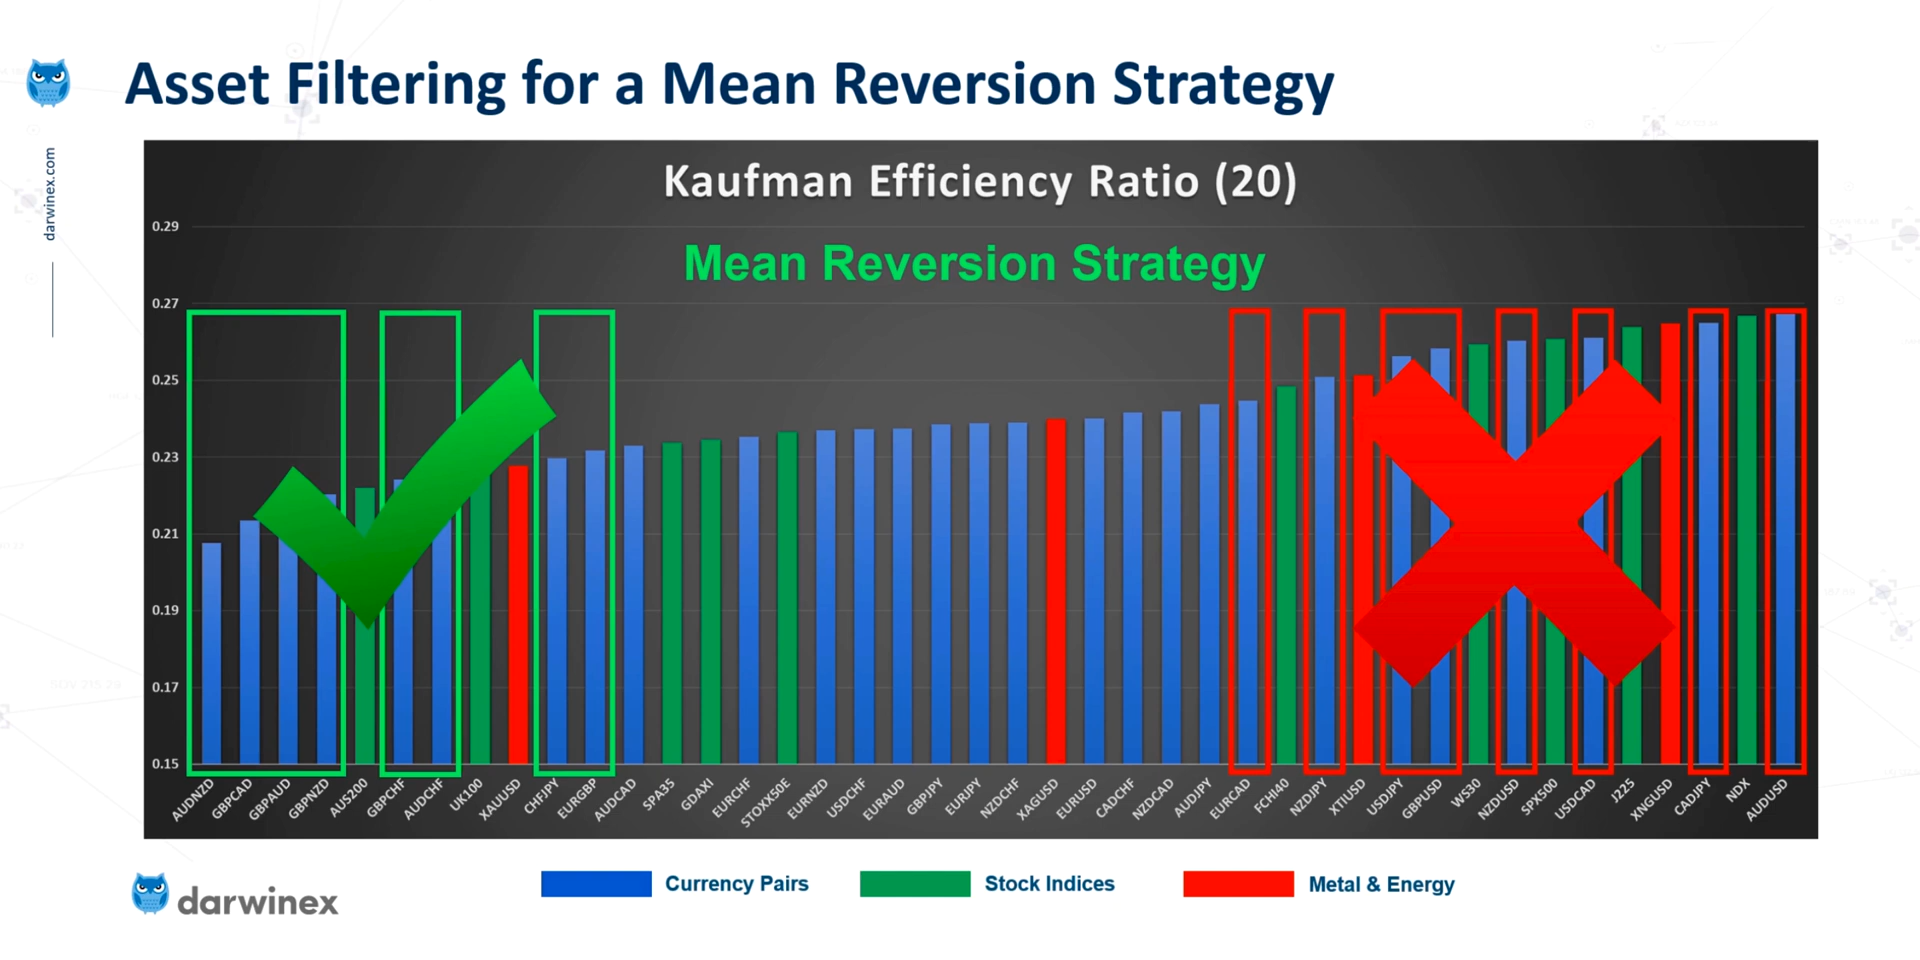 Asset Filtering for a Mean Reversion Strategy
darwinex.com
Kaufman Efficiency Ratio (20)
Mean Reversion Strategy
0.29
0.27
0.25
0.23
0.21
0.19
0.17
0.15
AUDNZD
GBPCAD
GBPAUD
GBPNZD
AUS200
GBPCHF
AUDCHF
UK100
XAUUSD
CHFJPY
EURGBP
AUDCAD
SPA35
GDAXI
EURCHF
STOXX50E
EURNZD
USDCHF
EURAUD
GBPJPY
EURJPY
NZDCHF
XAGUSD
EURUSD
CADCHF
NZDCAD
AUDJPY
EURCAD
FCHI40
NZDJPY
XTIUSD
USDJPY
GBPUSD
WS30
NZDUSD
SPX500
USDCAD
J225
XNGUSD
CADJPY
NDX
AUDUSD
darwinex
Currency Pairs
Stock Indices
Metal & Energy